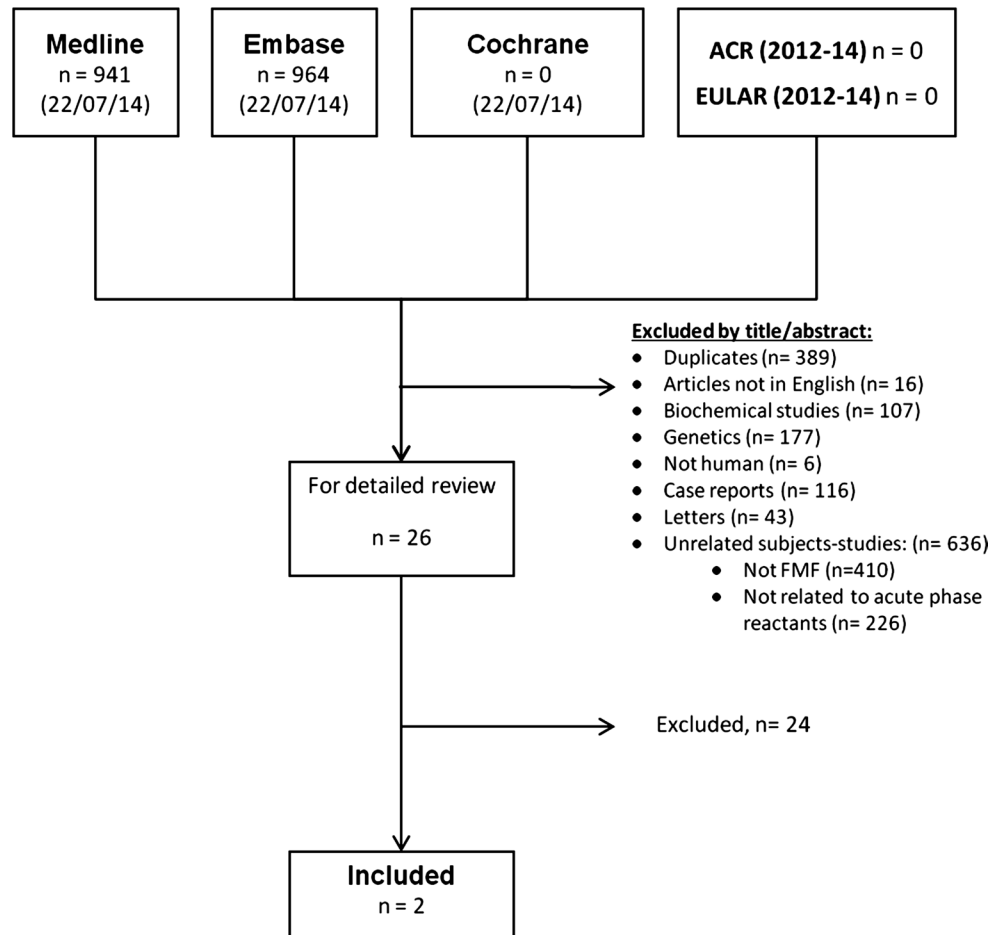 Medline
n = 941
(22/07/14)
Embase
n = 964
(22/07/14)
Cochrane
n = 0
(22/07/14)
ACR (2012-14) n = 0
EULAR (2012-14) n = 0
Excluded by title/abstract:
• Duplicates (n= 389)
• Articles not in English (n= 16)
• Biochemical studies (n= 107)
• Genetics (n= 177)
• Not human (n= 6)
• Case reports (n= 116)
• Letters (n= 43)
• Unrelated subjects-studies: (n= 636)
• Not FMF (n=410)
• Not related to acute phase
reactants (n= 226)
For detailed review
n = 26
Excluded, n= 24
Included
n = 2